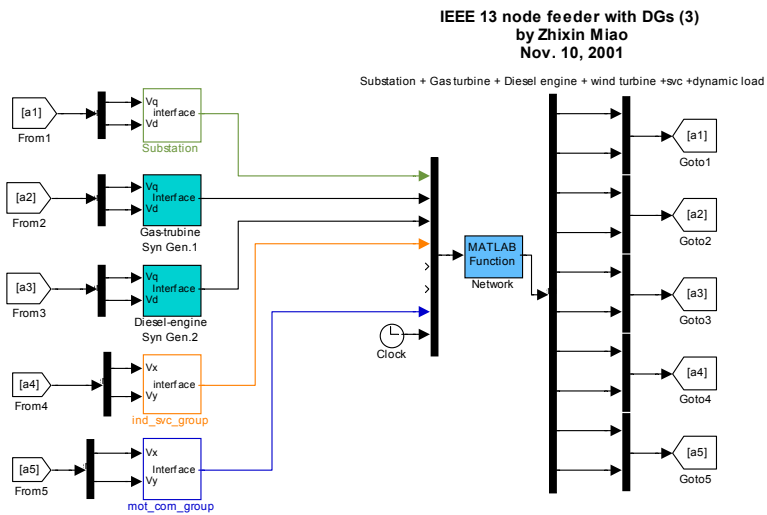 IEEE 13 node feeder with DGs (3)
by Zhixin Miao
Nov. 10, 2001
Substation + Gas turbine + Diesel engine + wind turbine +svc +dynamic load
[a1]
From1
Vq
Vd
interface
Substation
[a2]
From2
Vq
Vd
Interface
Gas-trubine
Syn Gen.1
[a3]
From3
Vq
Vd
Interface
Diesel-engine
Syn Gen.2
[a4]
From4
Vx
Vy
interface
ind_svc_group
[a5]
From5
Vx
Vy
Interface
mot_com_group
Clock
MATLAB
Function
Network
[a1]
Goto1
[a2]
Goto2
[a3]
Goto3
[a4]
Goto4
[a5]
Goto5